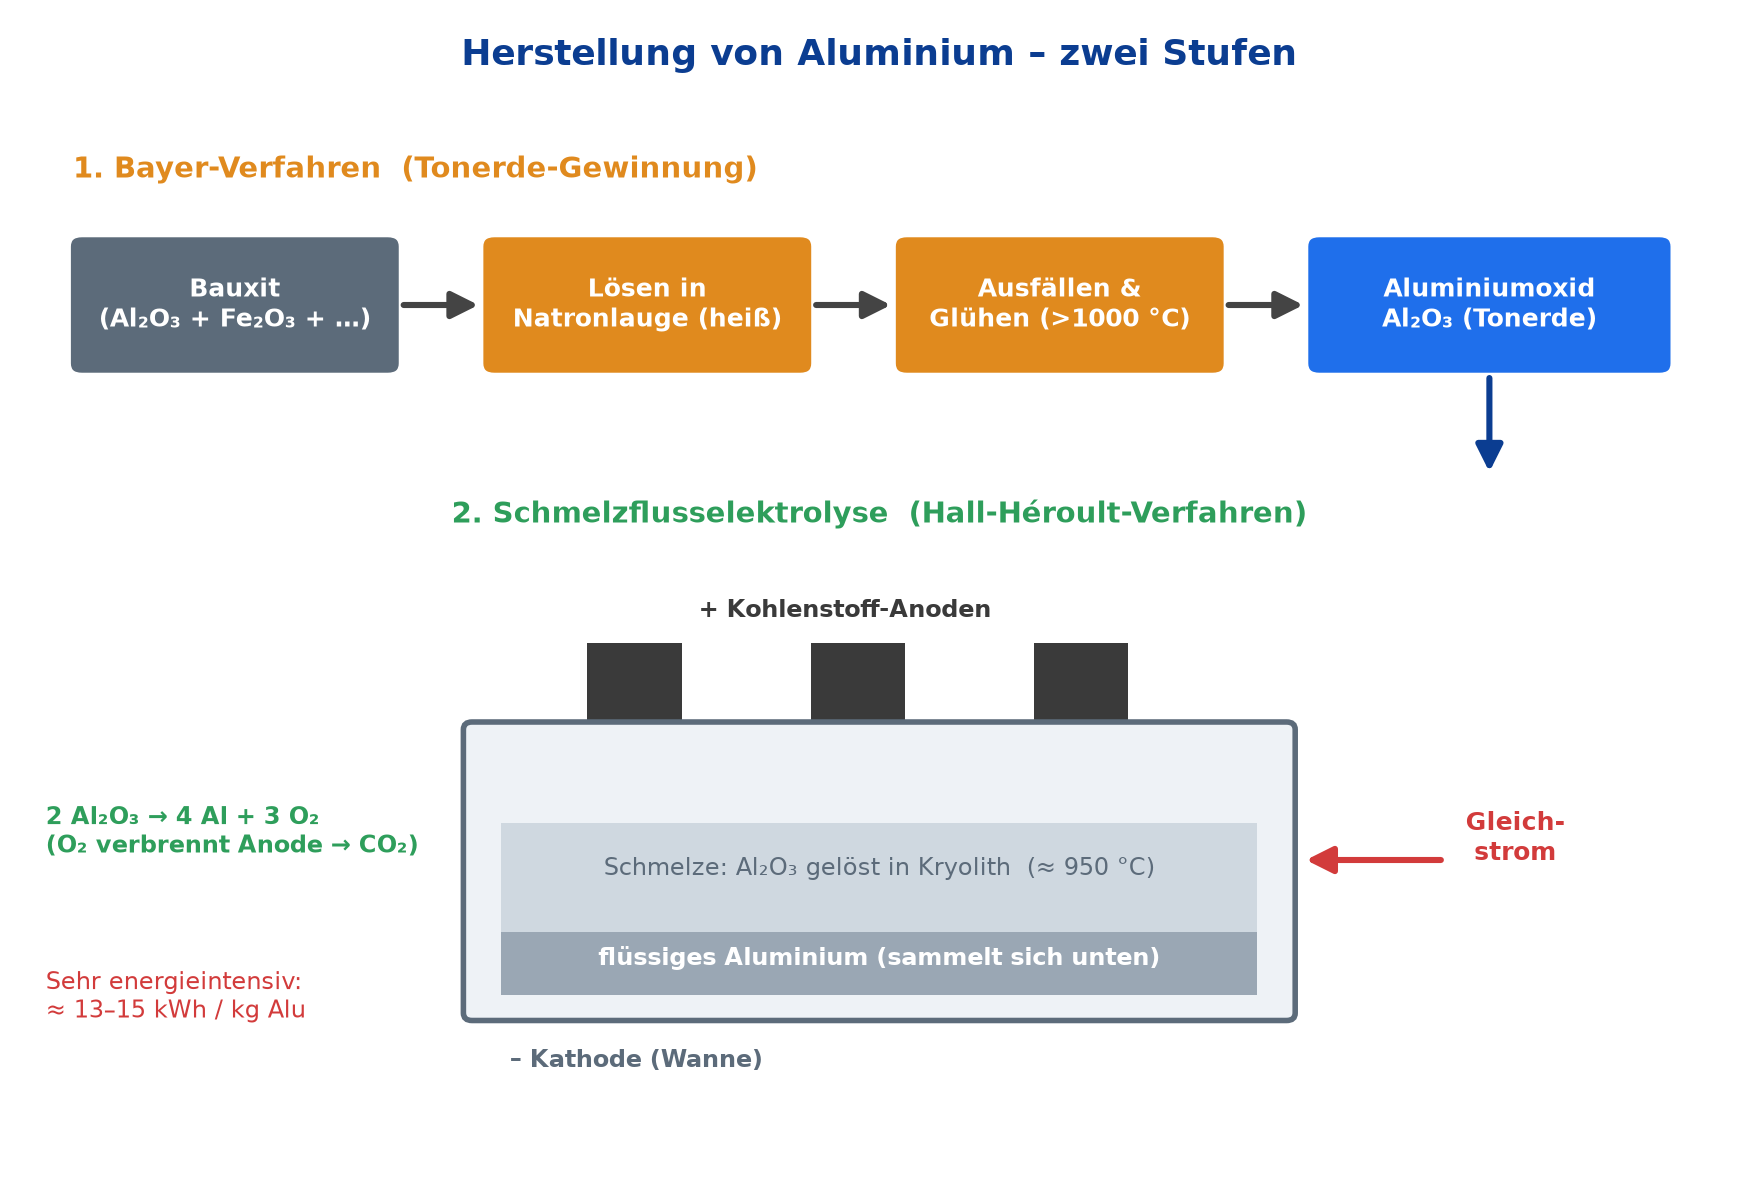 Herstellung von Aluminium – zwei Stufen
1. Bayer-Verfahren  (Tonerde-Gewinnung)
Bauxit
(Al₂O₃ + Fe₂O₃ + …)
Lösen in
Natronlauge (heiß)
Ausfällen &
Glühen (>1000 °C)
Aluminiumoxid
Al₂O₃ (Tonerde)
2. Schmelzflusselektrolyse  (Hall-Héroult-Verfahren)
+ Kohlenstoff-Anoden
2 Al₂O₃ → 4 Al + 3 O₂
(O₂ verbrennt Anode → CO₂)
Schmelze: Al₂O₃ gelöst in Kryolith  (≈ 950 °C)
Gleich-
strom
flüssiges Aluminium (sammelt sich unten)
Sehr energieintensiv:
≈ 13–15 kWh / kg Alu
– Kathode (Wanne)